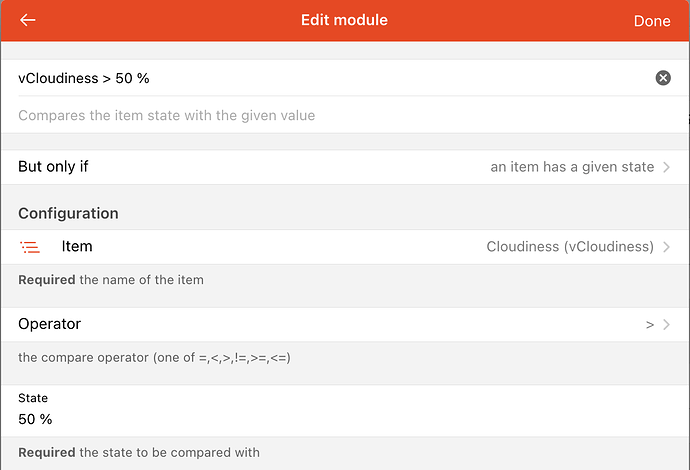 Edit module
Done
vCloudiness > 50 %
Compares the item state with the given value
But only if
an item has a given state
Configuration
Item
Cloudiness (vCloudiness)
Required the name of the item
Operator
>
the compare operator (one of =,<,>,!=,>=,<=)
State
50 %
Required the state to be compared with